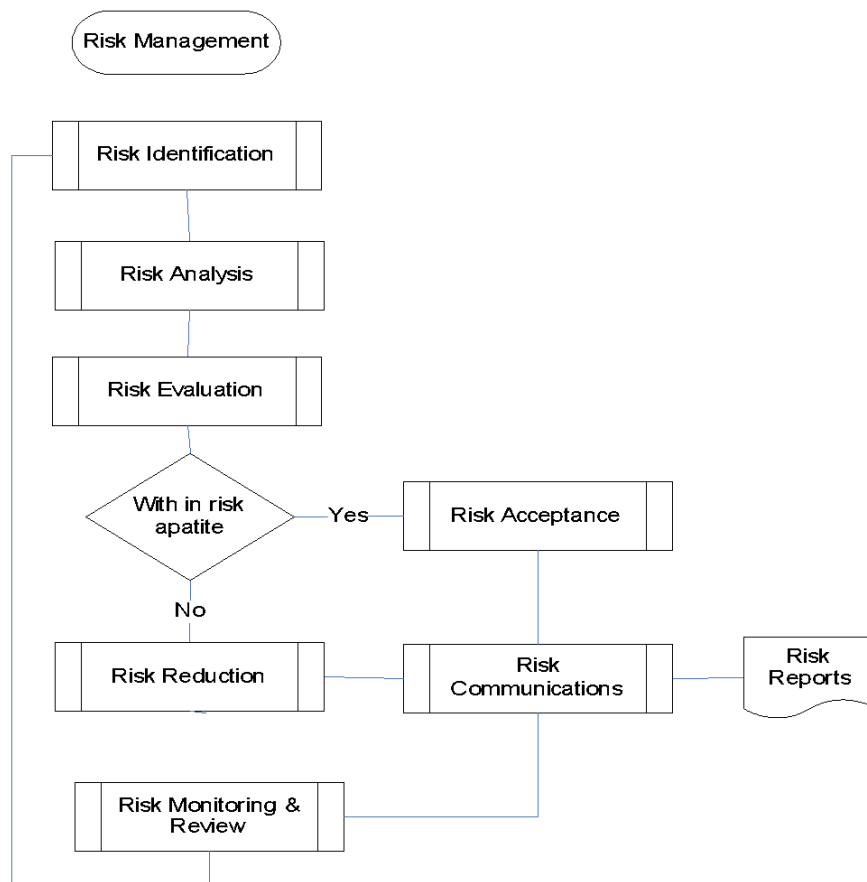 Risk Management
Risk Identification
Risk Analysis
Risk Evaluation
With in risk
apatite
Yes
Risk Acceptance
No
Risk Reduction
Risk
Communications
Risk
Reports
Risk Monitoring &
Review